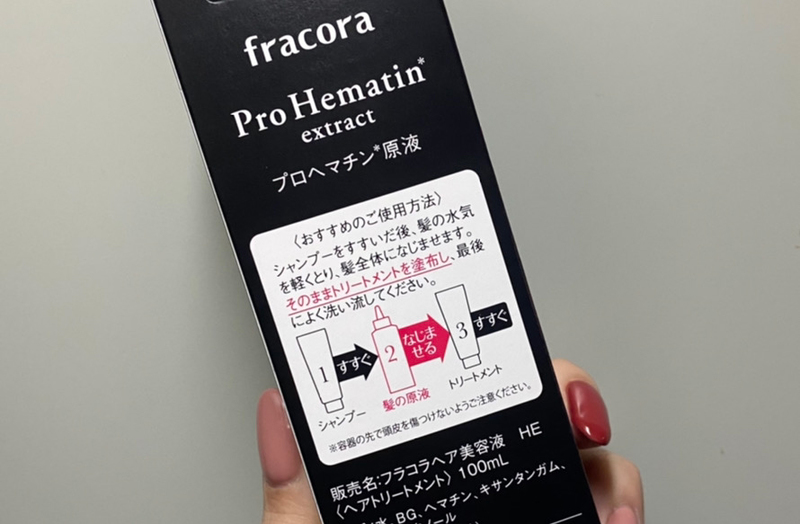 fracora
Pro Hematin*
extract
プロヘマチン*原液
〈おすすめのご使用方法〉
シャンプーをすすいだ後、髪の水気
を軽くとり、髪全体になじませます。
そのままトリートメントを塗布し、最後
によく洗い流してください。
1
すすぐ
2
なじま
せる
3
すすぐ
シャンプー
髪の原液
トリートメント
※容器の先で頭皮を傷つけないようご注意ください。
販売名:フラコラヘア美容液 HE
〈ヘアトリートメント〉 100mL
水、BG、ヘマチン、キサンタンガム、
ノール